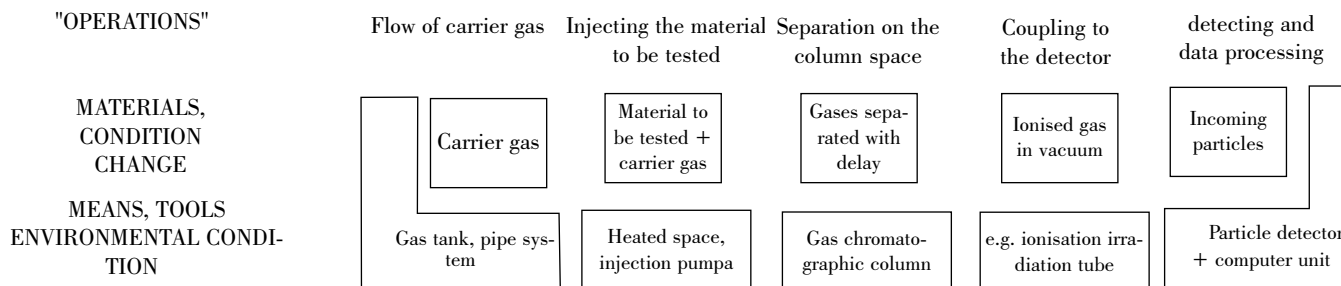 "OPERATIONS"
Flow of carrier gas
Injecting the material
to be tested
Separation on the
column space
Coupling to
the detector
detecting and
data processing
MATERIALS,
CONDITION
CHANGE
Carrier gas
Material to
be tested +
carrier gas
Gases sepa-
rated with
delay
Ionised gas
in vacuum
Incoming
particles
MEANS, TOOLS
ENVIRONMENTAL CONDI-
TION
Gas tank, pipe sys-
tem
Heated space,
injection pumpa
Gas chromato-
graphic column
e.g. ionisation irra-
diation tube
Particle detector
+ computer unit